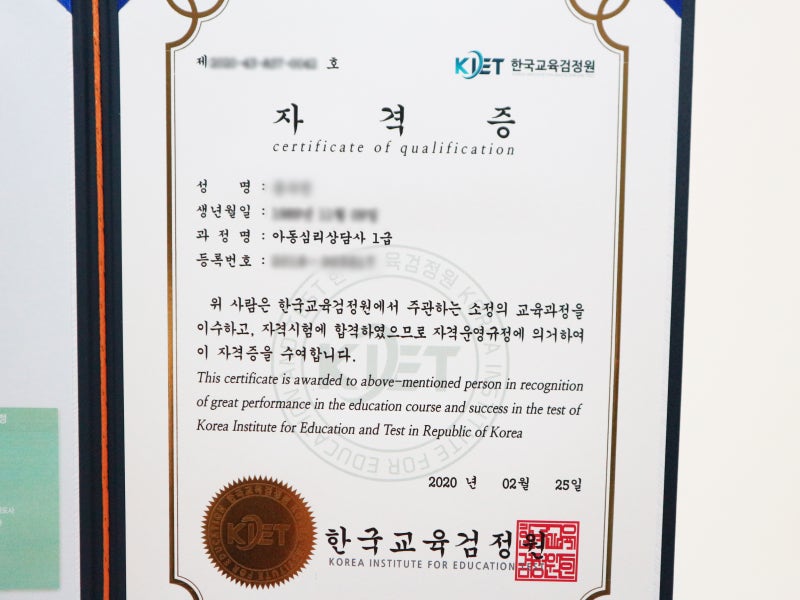 제 호
KIET 한국교육검정원
자 격 증
certificate of qualification
성 명 :
생년월일 :
과 정 명 : 아동심리상담사 1급
등록번호 :
위 사람은 한국교육검정원에서 주관하는 소정의 교육과정을
이수하고, 자격시험에 합격하였으므로 자격운영규정에 의거하여
이 자격증을 수여합니다.
This certificate is awarded to above-mentioned person in recognition
of great performance in the education course and success in the test of
Korea Institute for Education and Test in Republic of Korea
2020 년 02월 25일
KIET
한국교육검정원
KOREA INSTITUTE FOR EDUCATION